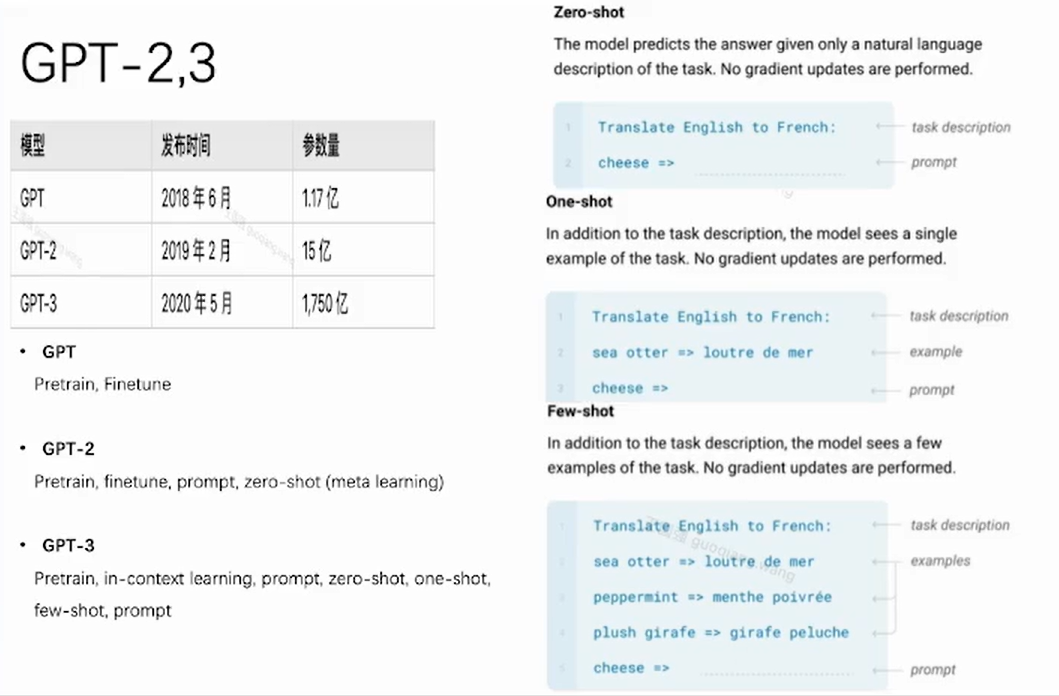 GPT-2,3
模型 发布时间 参数量
GPT 2018 年 6 月 1.17 亿
GPT-2 2019 年 2 月 15 亿
GPT-3 2020 年 5 月 1,750 亿
• GPT
Pretrain, Finetune
• GPT-2
Pretrain, finetune, prompt, zero-shot (meta learning)
• GPT-3
Pretrain, in-context learning, prompt, zero-shot, one-shot,
few-shot, prompt
Zero-shot
The model predicts the answer given only a natural language
description of the task. No gradient updates are performed.
1 Translate English to French: task description
2 cheese => prompt
One-shot
In addition to the task description, the model sees a single
example of the task. No gradient updates are performed.
1 Translate English to French: task description
2 sea otter => loutre de mer example
3 cheese => prompt
Few-shot
In addition to the task description, the model sees a few
examples of the task. No gradient updates are performed.
1 Translate English to French: task description
2 sea otter => loutre de mer examples
3 peppermint => menthe poivrée
4 plush girafe => girafe peluche
5 cheese => prompt
guoqiang.wang